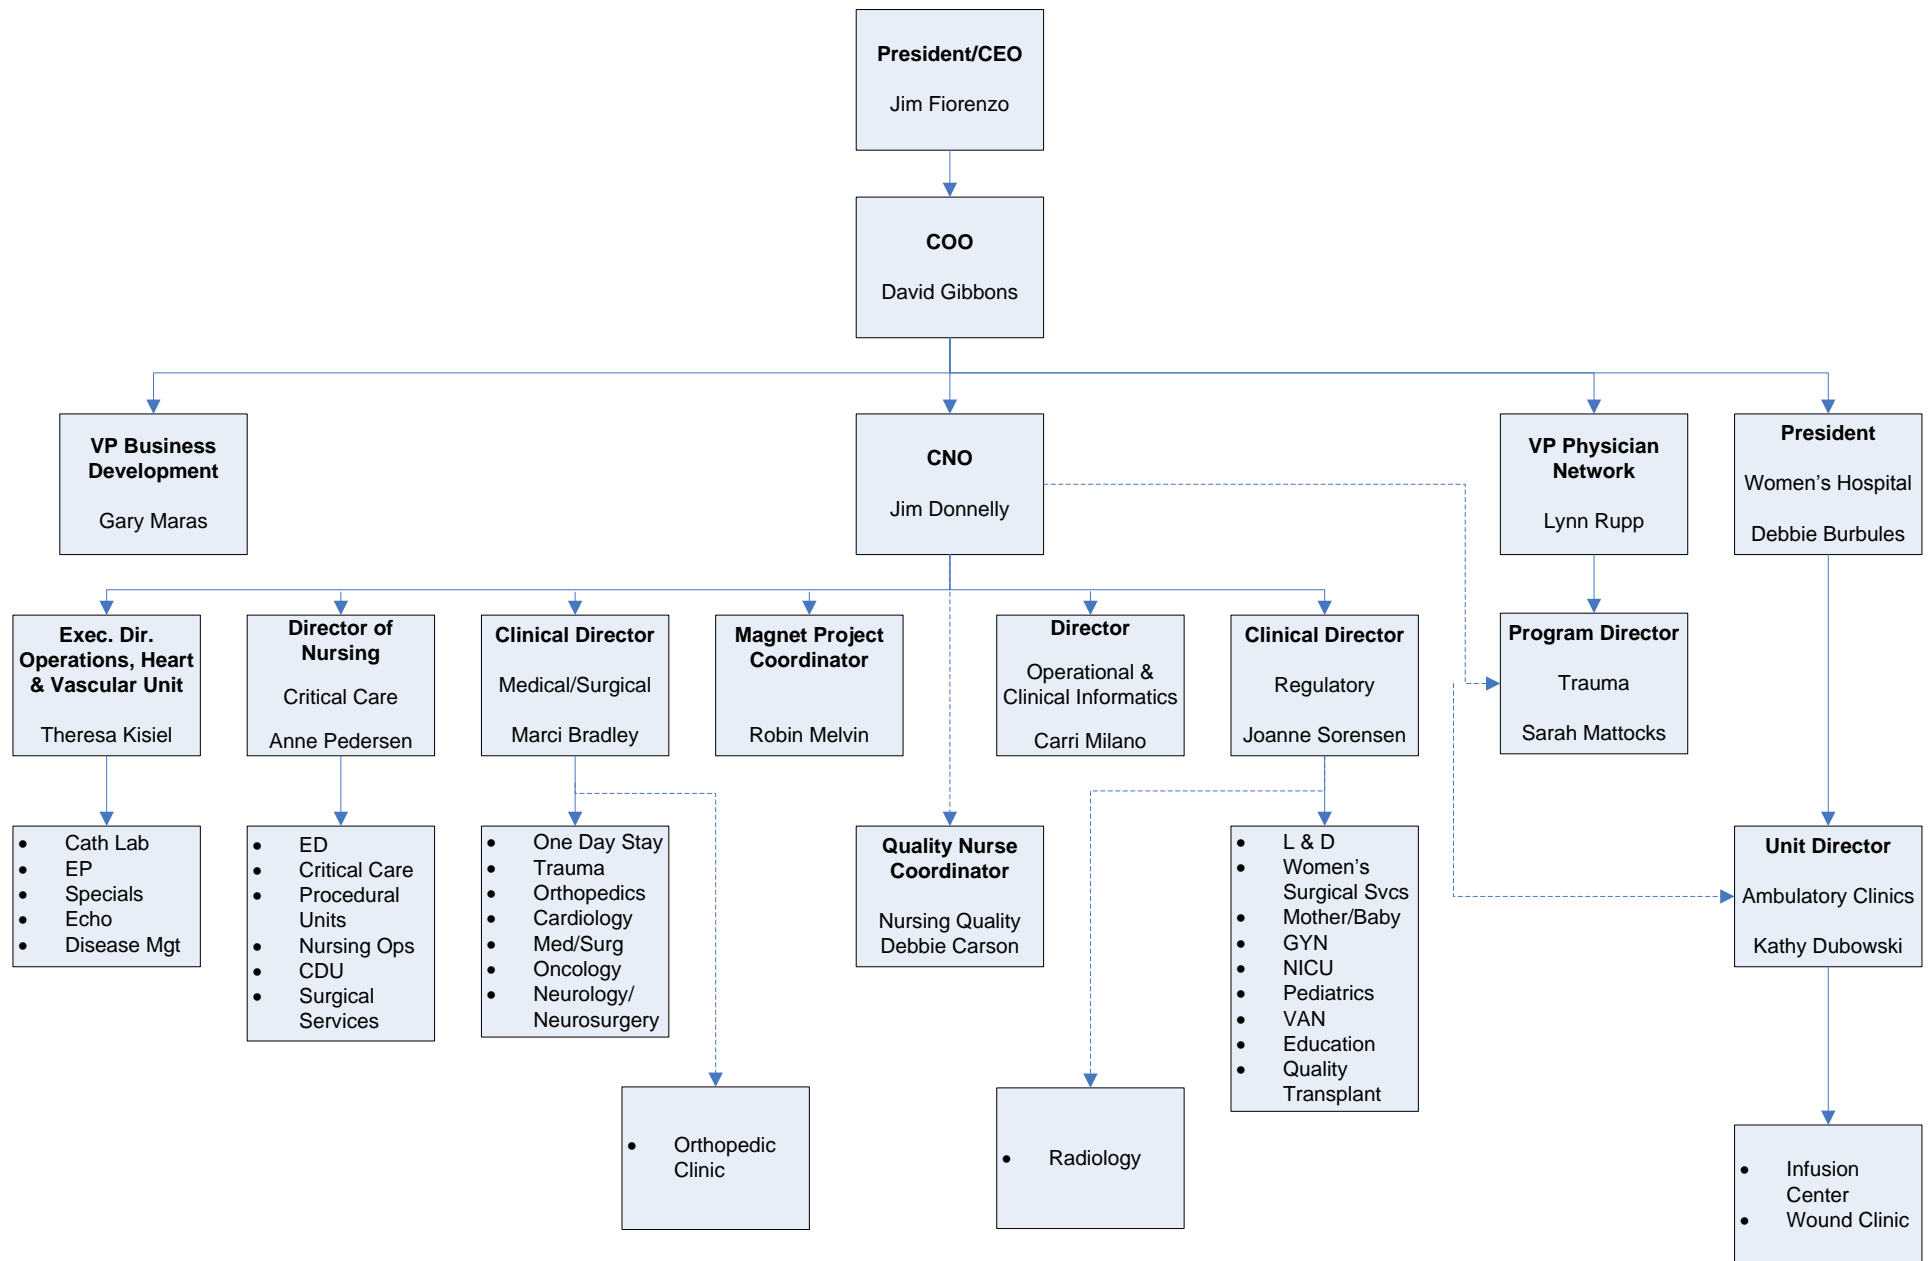 President/CEO
Jim Fiorenzo
COO
David Gibbons
VP Business
Development
Gary Maras
CNO
Jim Donnelly
VP Physician
Network
Lynn Rupp
President
Women’s Hospital
Debbie Burbules
Exec. Dir.
Operations, Heart
& Vascular Unit
Theresa Kisiel
Director of
Nursing
Critical Care
Anne Pedersen
Clinical Director
Medical/Surgical
Marci Bradley
Magnet Project
Coordinator
Robin Melvin
Director
Operational &
Clinical Informatics
Carri Milano
Clinical Director
Regulatory
Joanne Sorensen
Program Director
Trauma
Sarah Mattocks
• Cath Lab
• EP
• Specials
• Echo
• Disease Mgt
• ED
• Critical Care
• Procedural
Units
• Nursing Ops
• CDU
• Surgical
Services
• One Day Stay
• Trauma
• Orthopedics
• Cardiology
• Med/Surg
• Oncology
• Neurology/
Neurosurgery
Quality Nurse
Coordinator
Nursing Quality
Debbie Carson
• L & D
• Women’s
Surgical Svcs
• Mother/Baby
• GYN
• NICU
• Pediatrics
• VAN
• Education
• Quality
Transplant
Unit Director
Ambulatory Clinics
Kathy Dubowski
• Orthopedic
Clinic
• Radiology
• Infusion
Center
• Wound Clinic